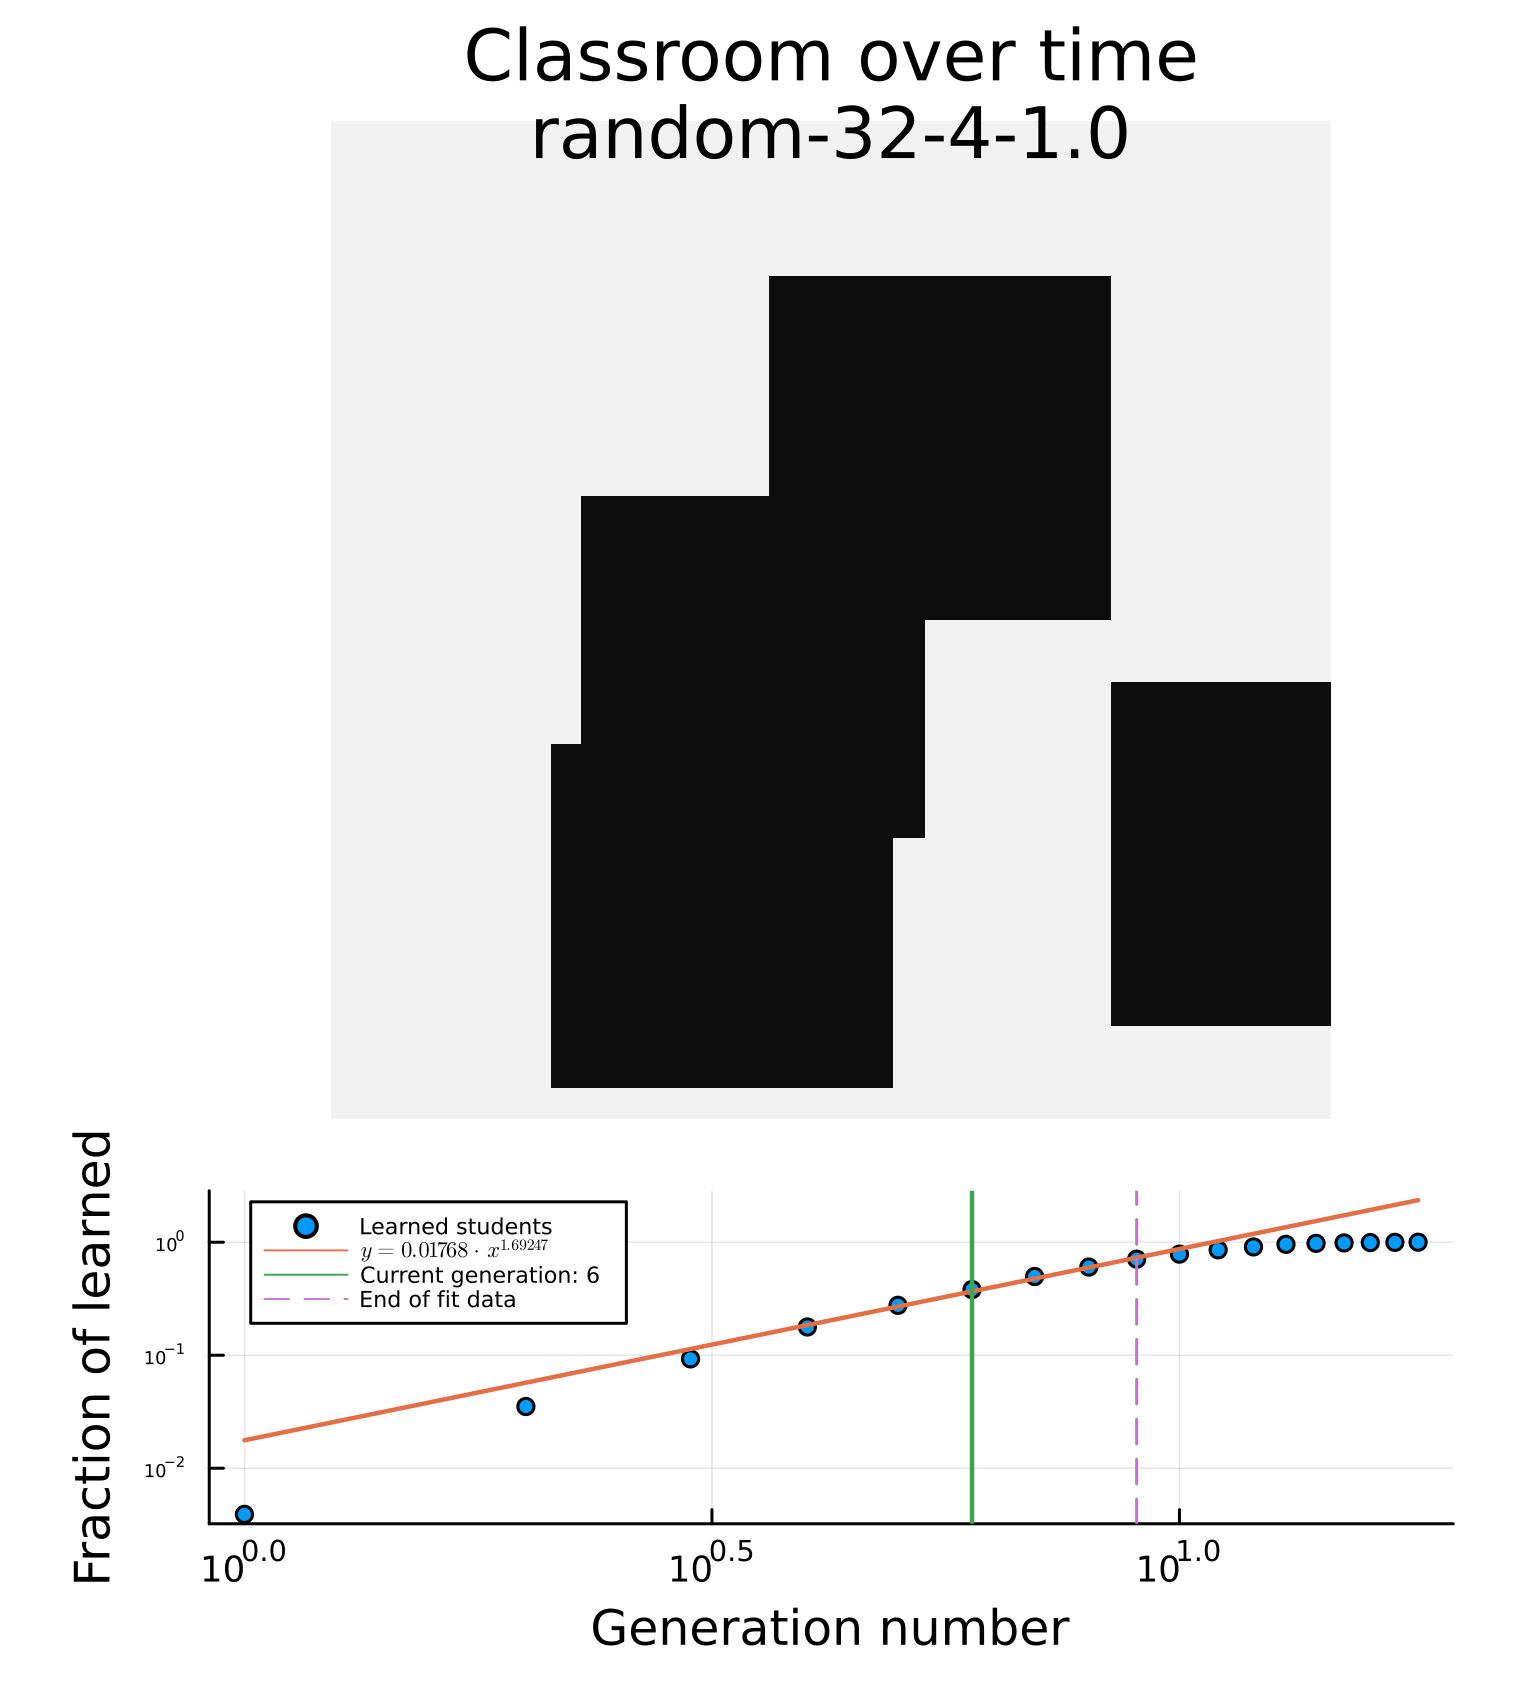 Classroom over time
random-32-4-1.0
Fraction of learned
Learned students
y = 0.01768 · x^1.69247
Current generation: 6
End of fit data
10^0
10^-1
10^-2
10^0.0
10^0.5
10^1.0
Generation number